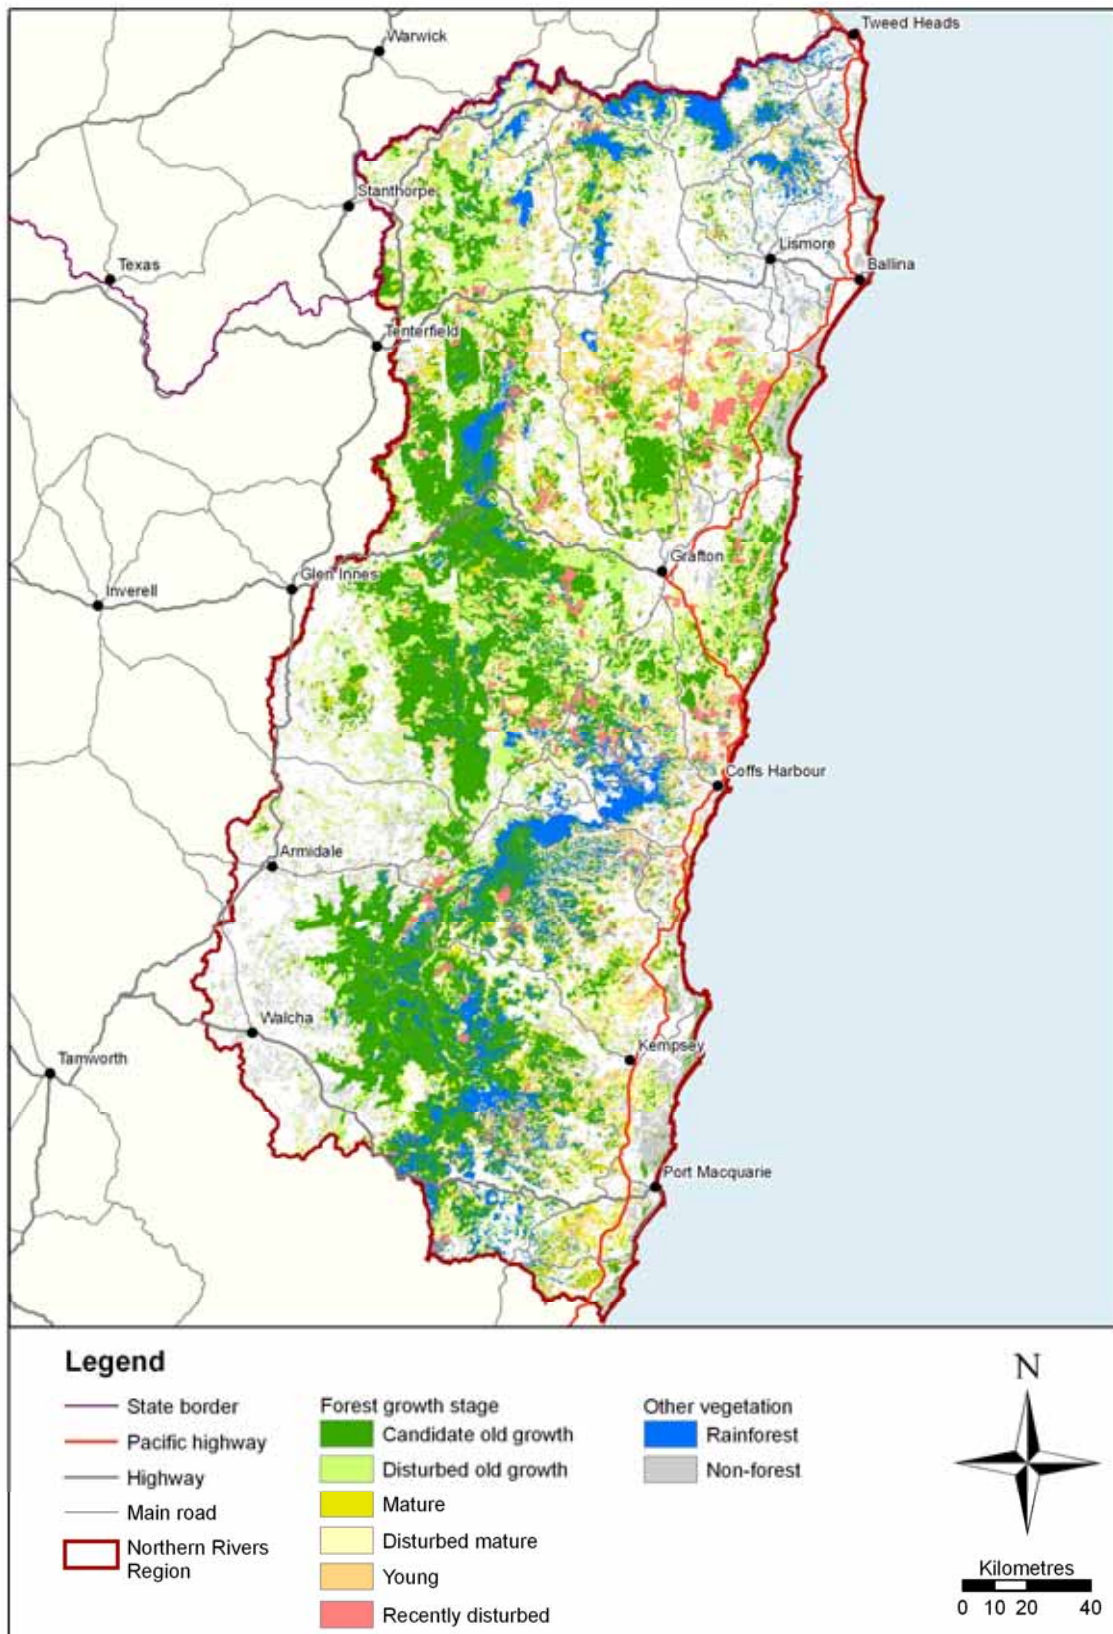 Tweed Heads
Warwick
Stanthorpe
Lismore
Texas
Ballina
Tenterfield
Grafton
Glen Innes
Inverell
Coffs Harbour
Armidale
Walcha
Kempsey
Tamworth
Port Macquarie
Legend
State border
Pacific highway
Highway
Main road
Northern Rivers
Region
Forest growth stage
Candidate old growth
Disturbed old growth
Mature
Disturbed mature
Young
Recently disturbed
Other vegetation
Rainforest
Non-forest
N
Kilometres
0 10 20 40